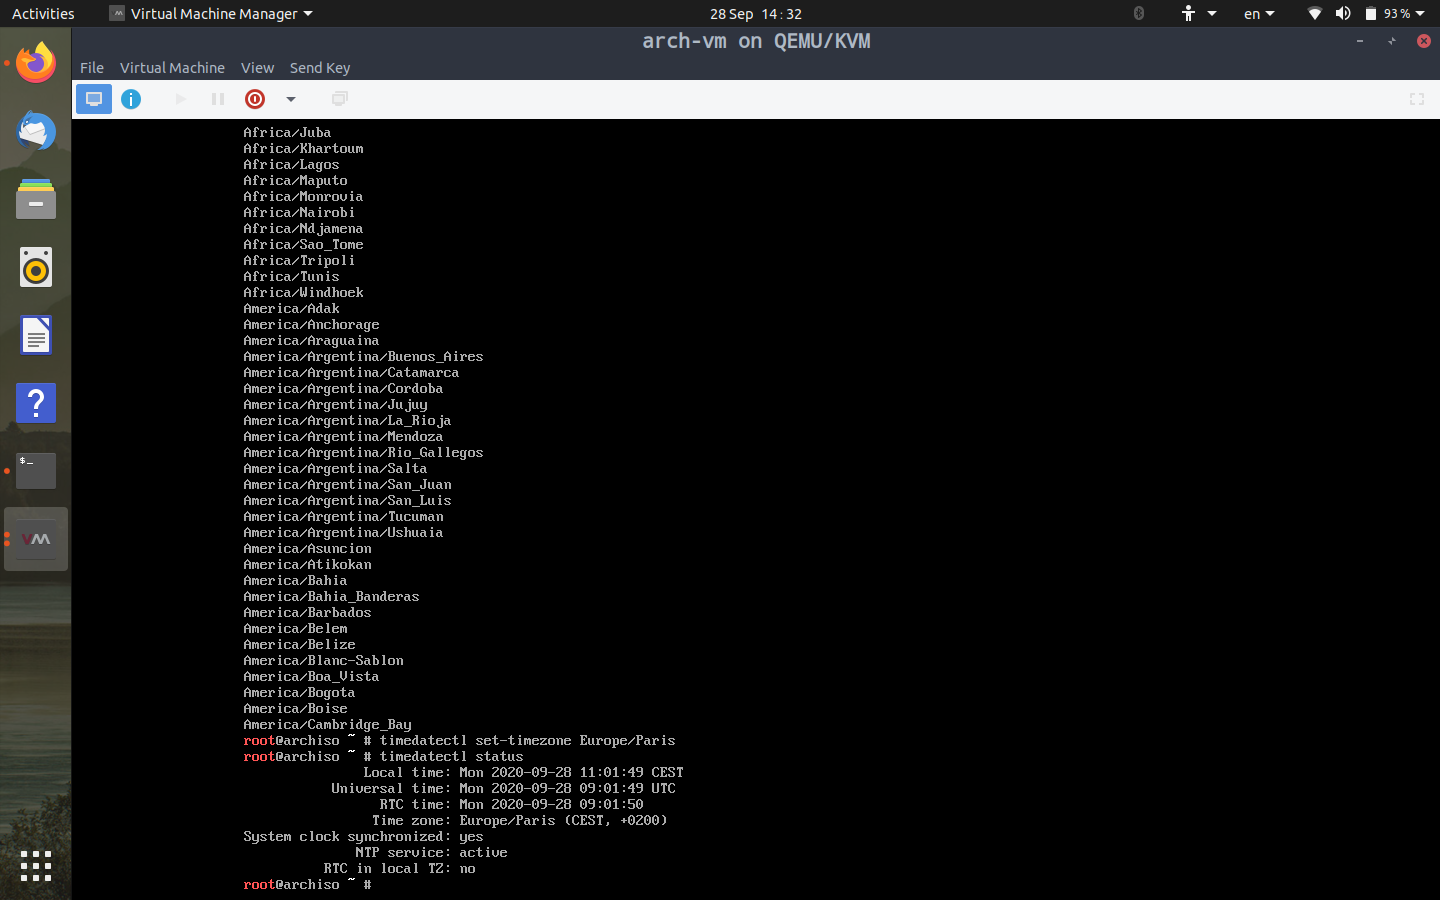 Activities Virtual Machine Manager 28 Sep 14:32 en 93 %
arch-vm on QEMU/KVM
File Virtual Machine View Send Key
Africa/Juba
Africa/Khartoum
Africa/Lagos
Africa/Maputo
Africa/Monrovia
Africa/Nairobi
Africa/Ndjamena
Africa/Sao_Tome
Africa/Tripoli
Africa/Tunis
Africa/Windhoek
America/Adak
America/Anchorage
America/Araguaina
America/Argentina/Buenos_Aires
America/Argentina/Catamarca
America/Argentina/Cordoba
America/Argentina/Jujuy
America/Argentina/La_Rioja
America/Argentina/Mendoza
America/Argentina/Rio_Gallegos
America/Argentina/Salta
America/Argentina/San_Juan
America/Argentina/San_Luis
America/Argentina/Tucuman
America/Argentina/Ushuaia
America/Asuncion
America/Atikokan
America/Bahia
America/Bahia_Banderas
America/Barbados
America/Belem
America/Belize
America/Blanc-Sablon
America/Boa_Vista
America/Bogota
America/Boise
America/Cambridge_Bay
root@archiso ~ # timedatectl set-timezone Europe/Paris
root@archiso ~ # timedatectl status
Local time: Mon 2020-09-28 11:01:49 CEST
Universal time: Mon 2020-09-28 09:01:49 UTC
RTC time: Mon 2020-09-28 09:01:50
Time zone: Europe/Paris (CEST, +0200)
System clock synchronized: yes
NTP service: active
RTC in local TZ: no
root@archiso ~ #